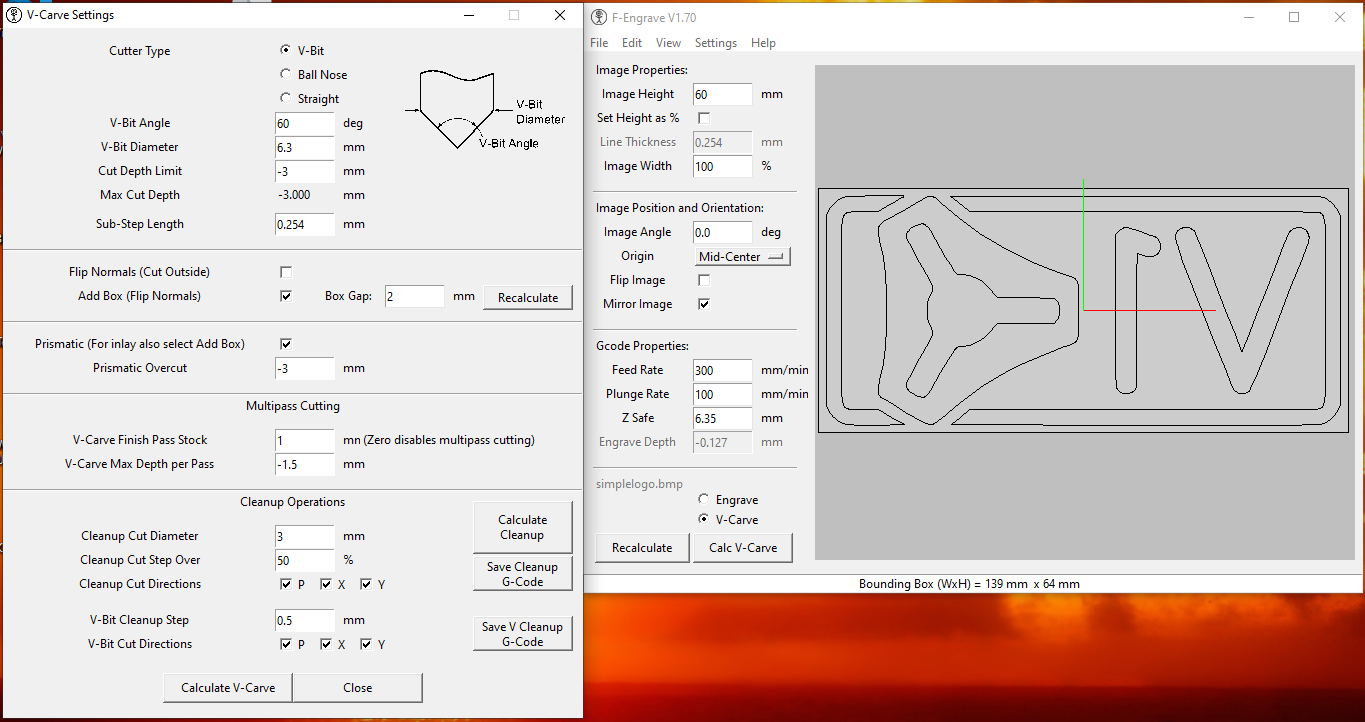 V-Carve Settings
Cutter Type
V-Bit
Ball Nose
Straight
V-Bit
Diameter
V-Bit Angle
V-Bit Angle 60 deg
V-Bit Diameter 6.3 mm
Cut Depth Limit -3 mm
Max Cut Depth -3.000 mm
Sub-Step Length 0.254 mm
Flip Normals (Cut Outside)
Add Box (Flip Normals) Box Gap: 2 mm Recalculate
Prismatic (For inlay also select Add Box)
Prismatic Overcut -3 mm
Multipass Cutting
V-Carve Finish Pass Stock 1 mn (Zero disables multipass cutting)
V-Carve Max Depth per Pass -1.5 mm
Cleanup Operations
Calculate
Cleanup
Cleanup Cut Diameter 3 mm
Cleanup Cut Step Over 50 %
Save Cleanup
G-Code
Cleanup Cut Directions P X Y
V-Bit Cleanup Step 0.5 mm
Save V Cleanup
G-Code
V-Bit Cut Directions P X Y
Calculate V-Carve Close
F-Engrave V1.70
File Edit View Settings Help
Image Properties:
Image Height 60 mm
Set Height as %
Line Thickness 0.254 mm
Image Width 100 %
Image Position and Orientation:
Image Angle 0.0 deg
Origin Mid-Center
Flip Image
Mirror Image
Gcode Properties:
Feed Rate 300 mm/min
Plunge Rate 100 mm/min
Z Safe 6.35 mm
Engrave Depth -0.127 mm
simplelogo.bmp
Engrave
V-Carve
Recalculate Calc V-Carve
Bounding Box (WxH) = 139 mm x 64 mm